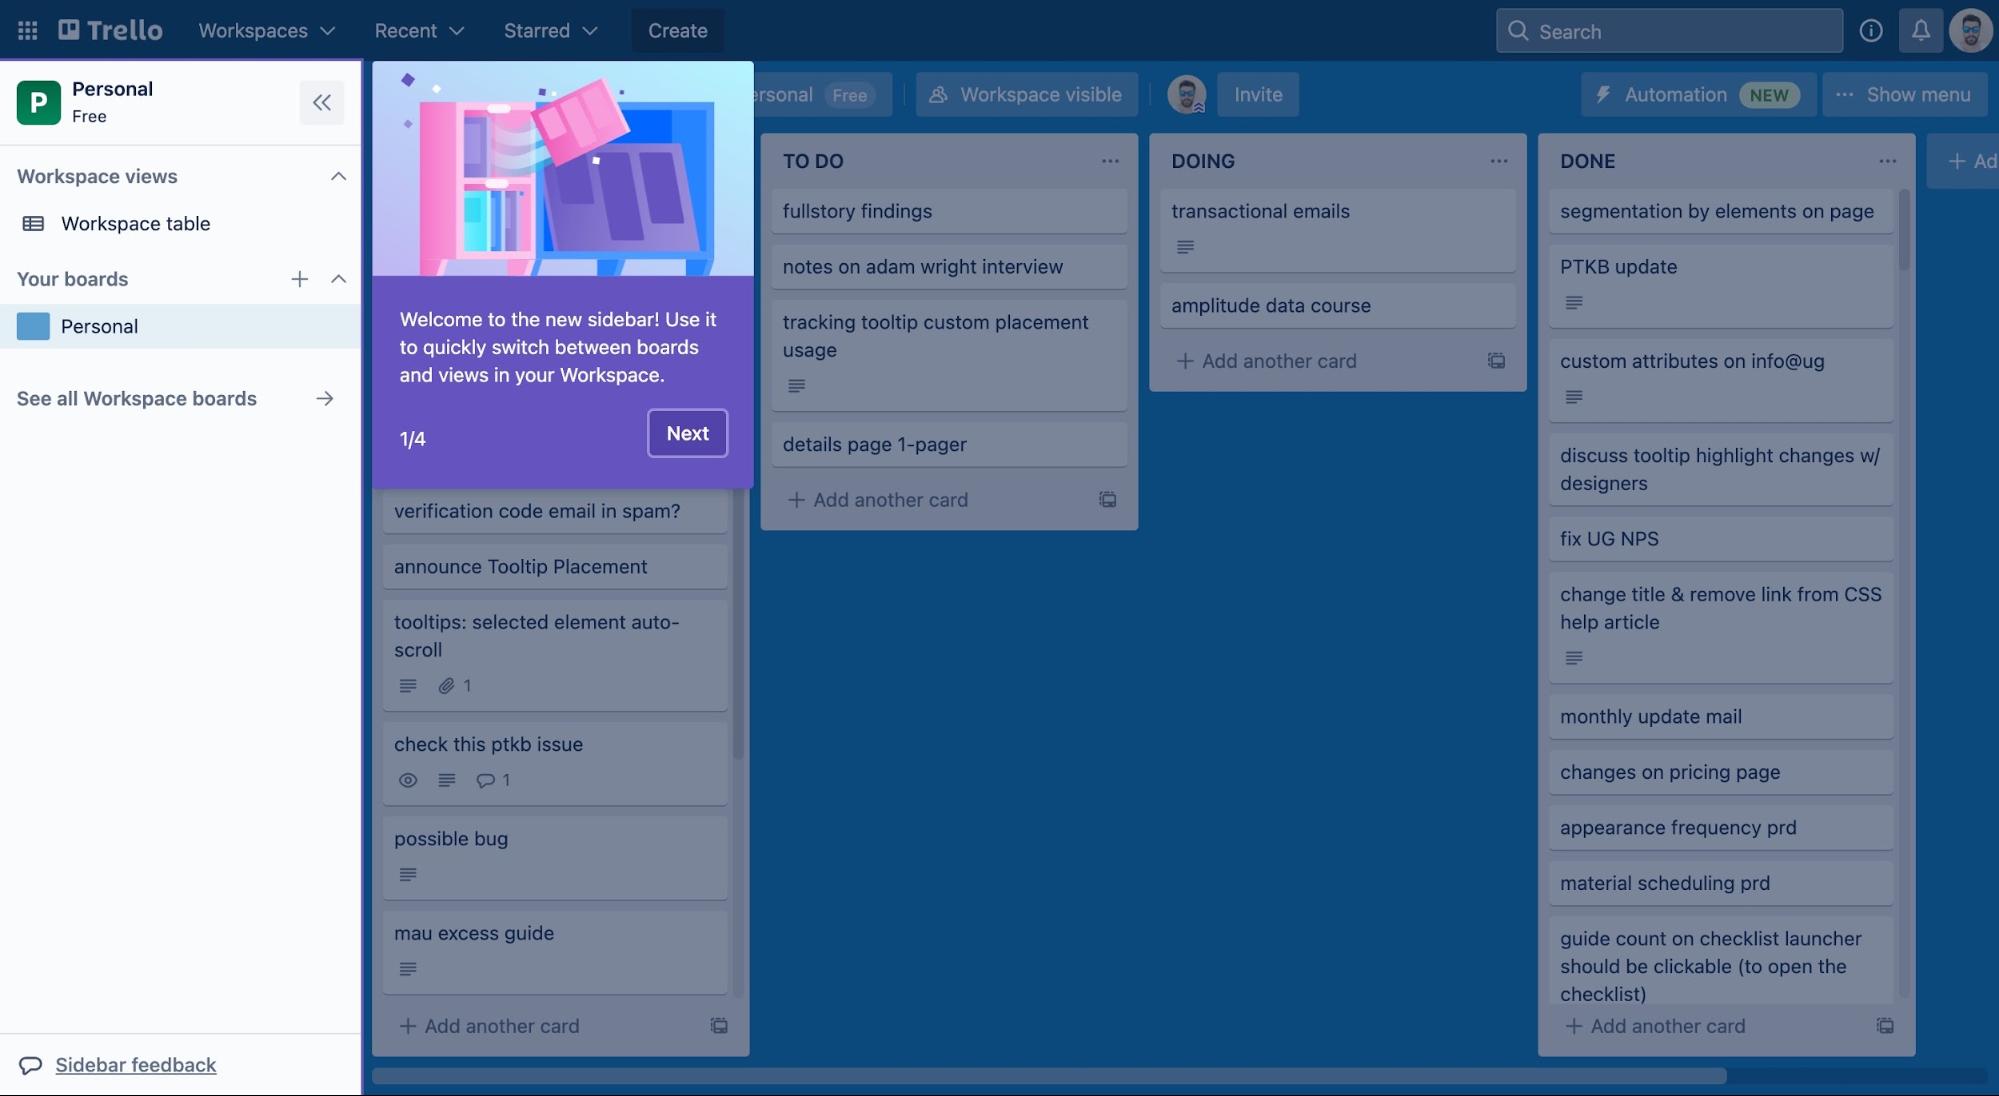 Trello
Workspaces
Recent
Starred
Create
Search
P
Personal
Free
Workspace views
Workspace table
Your boards
Personal
See all Workspace boards
Sidebar feedback
Welcome to the new sidebar! Use it
to quickly switch between boards
and views in your Workspace.
1/4
Next
ersonal
Free
Workspace visible
Invite
Automation
NEW
Show menu
verification code email in spam?
announce Tooltip Placement
tooltips: selected element auto-
scroll
1
check this ptkb issue
1
possible bug
mau excess guide
+ Add another card
TO DO
fullstory findings
notes on adam wright interview
tracking tooltip custom placement
usage
details page 1-pager
+ Add another card
DOING
transactional emails
amplitude data course
+ Add another card
DONE
segmentation by elements on page
PTKB update
custom attributes on info@ug
discuss tooltip highlight changes w/
designers
fix UG NPS
change title & remove link from CSS
help article
monthly update mail
changes on pricing page
appearance frequency prd
material scheduling prd
guide count on checklist launcher
should be clickable (to open the
checklist)
+ Add another card
+ Ad